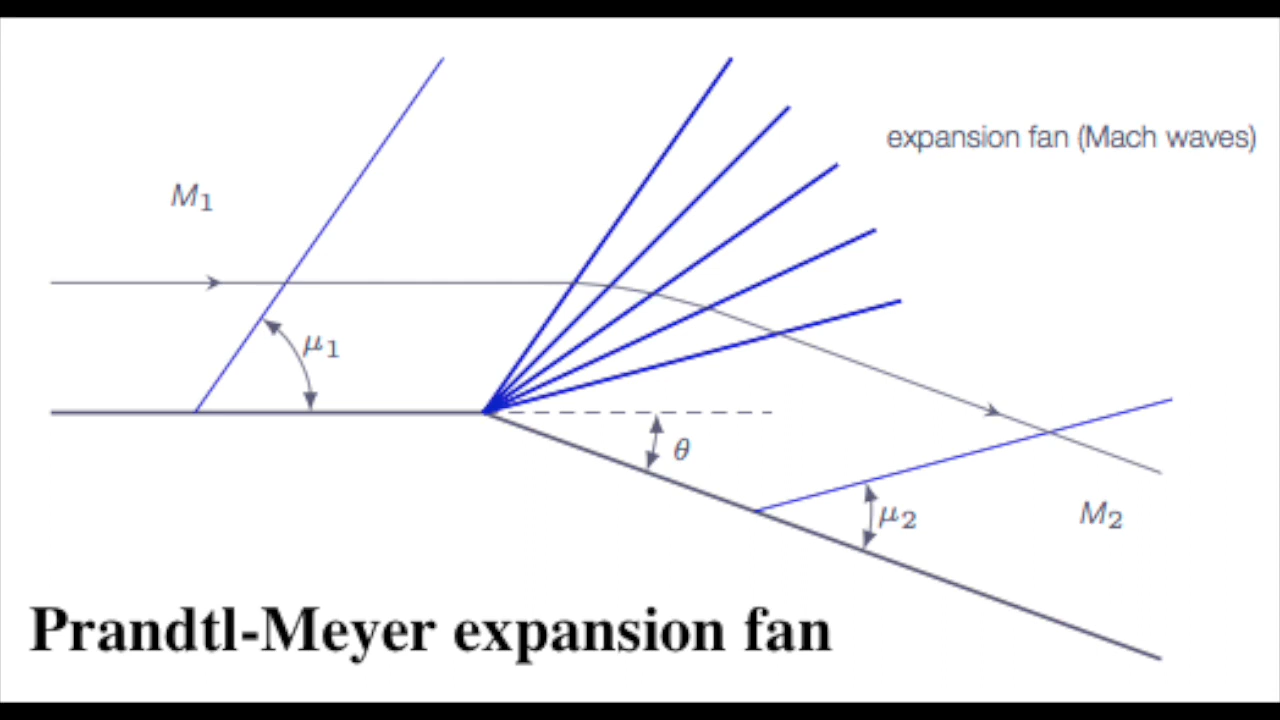 expansion fan (Mach waves)
M₁
μ₁
θ
μ₂
M₂
Prandtl-Meyer expansion fan